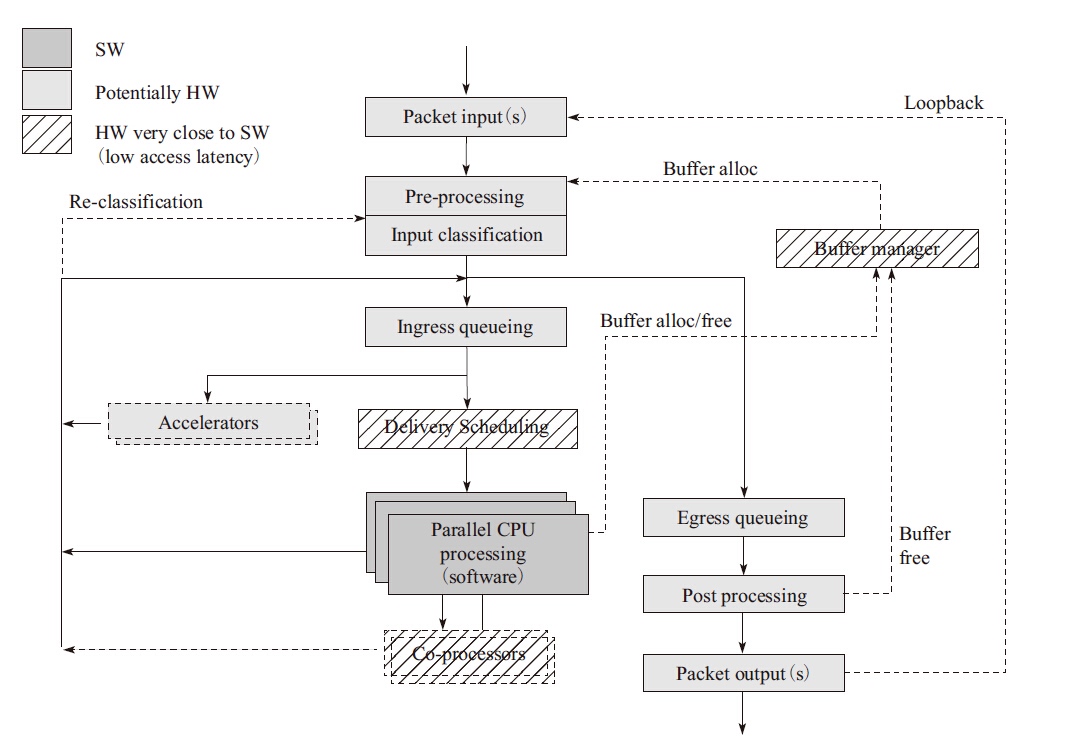 SW
Potentially HW
HW very close to SW
(low access latency)
Loopback
Packet input(s)
Buffer alloc
Pre-processing
Re-classification
Input classification
Buffer manager
Ingress queueing
Buffer alloc/free
Accelerators
Delivery Scheduling
Parallel CPU
processing
(software)
Egress queueing
Buffer
free
Post processing
Co-processors
Packet output(s)